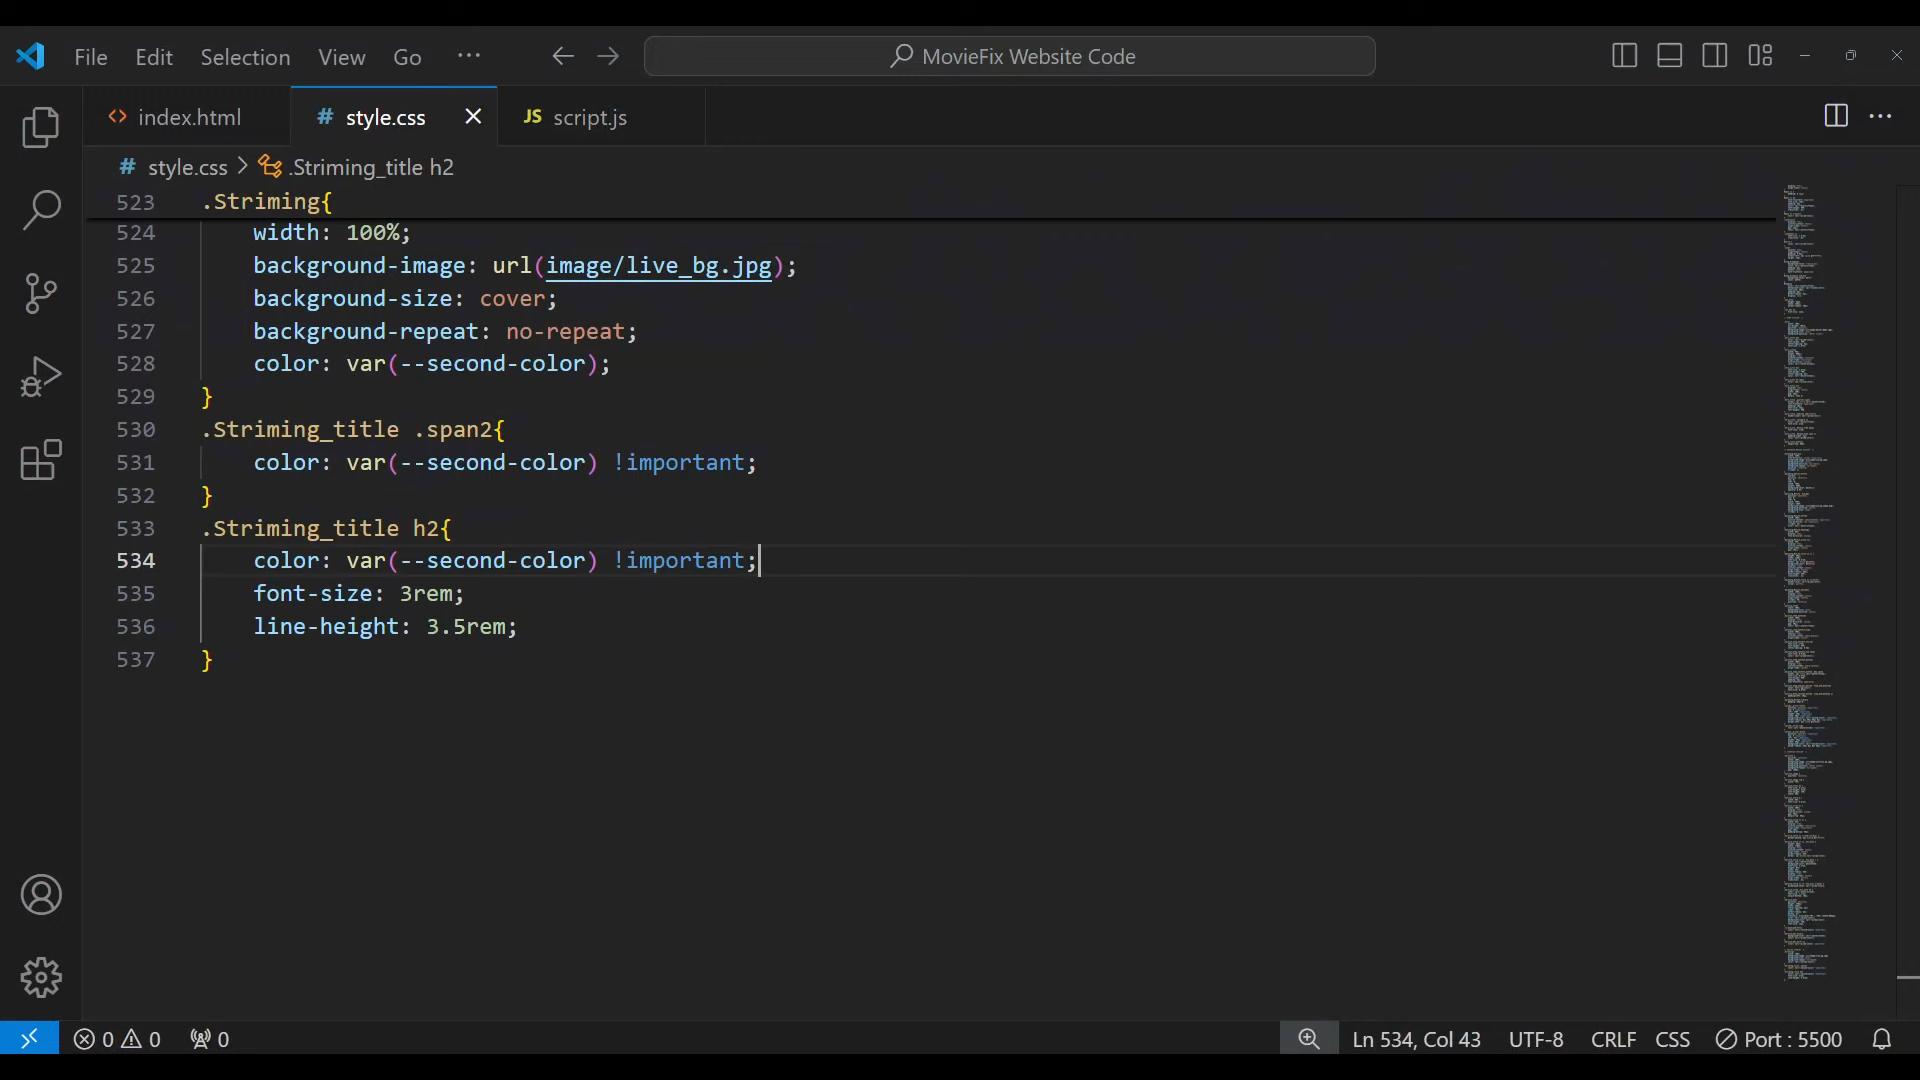 File Edit Selection View Go ··· MovieFix Website Code
index.html # style.css JS script.js
# style.css > .Striming_title h2
523 .Striming{
524 width: 100%;
525 background-image: url(image/live_bg.jpg);
526 background-size: cover;
527 background-repeat: no-repeat;
528 color: var(--second-color);
529 }
530 .Striming_title .span2{
531 color: var(--second-color) !important;
532 }
533 .Striming_title h2{
534 color: var(--second-color) !important;
535 font-size: 3rem;
536 line-height: 3.5rem;
537 }
0 0 0 Ln 534, Col 43 UTF-8 CRLF CSS Port : 5500